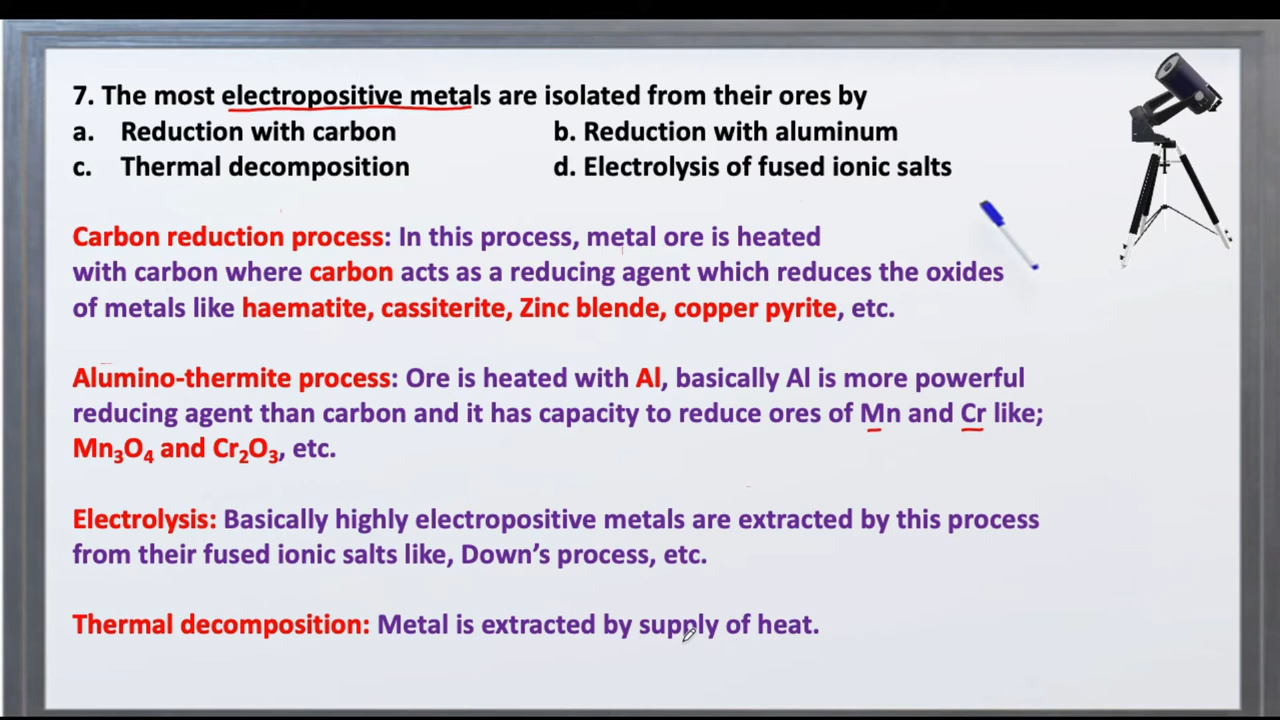 7. The most electropositive metals are isolated from their ores by
a. Reduction with carbon b. Reduction with aluminum
c. Thermal decomposition d. Electrolysis of fused ionic salts
Carbon reduction process: In this process, metal ore is heated
with carbon where carbon acts as a reducing agent which reduces the oxides
of metals like haematite, cassiterite, Zinc blende, copper pyrite, etc.
Alumino-thermite process: Ore is heated with Al, basically Al is more powerful
reducing agent than carbon and it has capacity to reduce ores of Mn and Cr like;
Mn₃O₄ and Cr₂O₃, etc.
Electrolysis: Basically highly electropositive metals are extracted by this process
from their fused ionic salts like, Down’s process, etc.
Thermal decomposition: Metal is extracted by supply of heat.